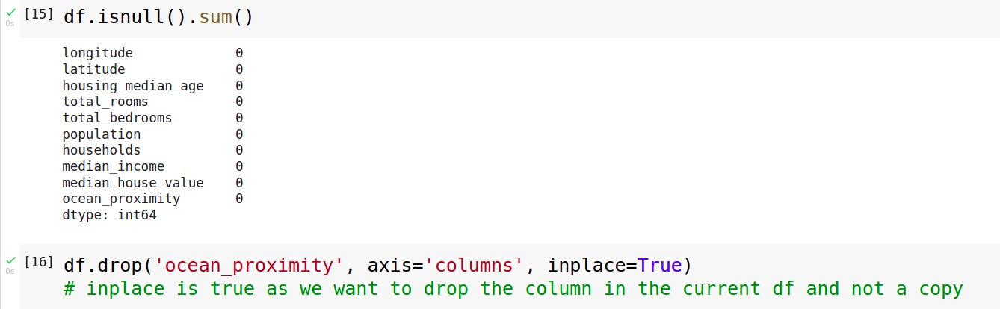 [15] df.isnull().sum()
0s
longitude 0
latitude 0
housing_median_age 0
total_rooms 0
total_bedrooms 0
population 0
households 0
median_income 0
median_house_value 0
ocean_proximity 0
dtype: int64
[16] df.drop('ocean_proximity', axis='columns', inplace=True)
0s
# inplace is true as we want to drop the column in the current df and not a copy